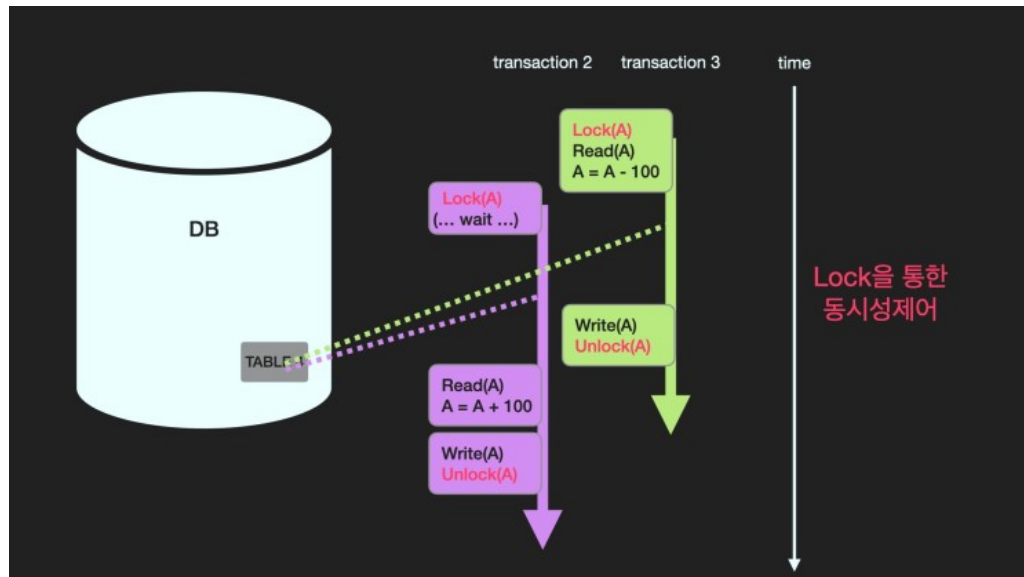 transaction 2
transaction 3
time
Lock(A)
Read(A)
A = A - 100
Lock(A)
(... wait ...)
DB
Lock을 통한
동시성제어
Write(A)
Unlock(A)
TABLE
Read(A)
A = A + 100
Write(A)
Unlock(A)